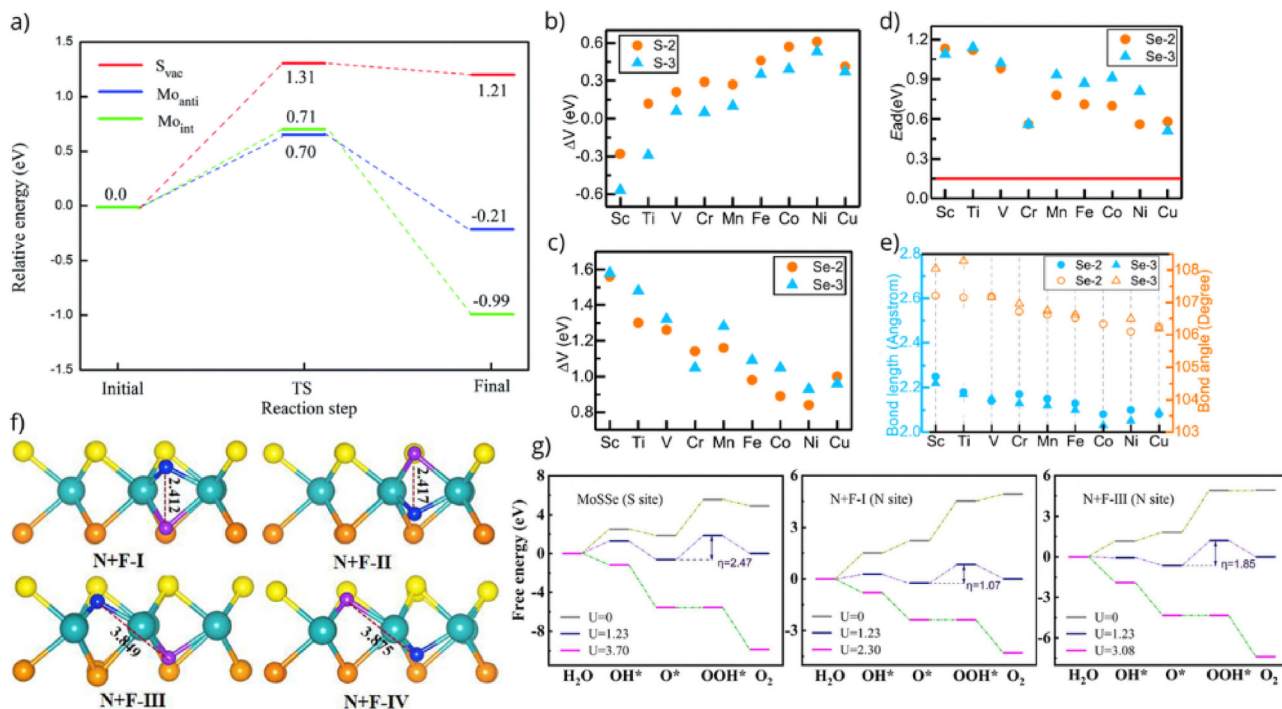 a)
1.5
1.0
0.5
0.0
-0.5
-1.0
-1.5
Relative energy (eV)
S_vac
Mo_anti
Mo_int
0.0
1.31
0.71
0.70
1.21
-0.21
-0.99
Initial TS Final
Reaction step
b)
0.6
0.3
0.0
-0.3
-0.6
ΔV (eV)
S-2
S-3
Sc Ti V Cr Mn Fe Co Ni Cu
c)
1.6
1.4
1.2
1.0
0.8
ΔV (eV)
Se-2
Se-3
Sc Ti V Cr Mn Fe Co Ni Cu
d)
1.2
0.9
0.6
0.3
0.0
Ead(eV)
Se-2
Se-3
Sc Ti V Cr Mn Fe Co Ni Cu
e)
2.8
2.6
2.4
2.2
2.0
Bond length (Angstrom)
Se-2 Se-3
Se-2 Se-3
108
107
106
105
104
103
Bond angle (Degree)
Sc Ti V Cr Mn Fe Co Ni Cu
f)
2.412
N+F-I
2.417
N+F-II
3.849
N+F-III
3.875
N+F-IV
g)
Free energy (eV)
8
4
0
-4
-8
MoSSe (S site)
η=2.47
U=0
U=1.23
U=3.70
H₂O OH* O* OOH* O₂
6
3
0
-3
N+F-I (N site)
η=1.07
U=0
U=1.23
U=2.30
H₂O OH* O* OOH* O₂
6
3
0
-3
-6
N+F-III (N site)
η=1.85
U=0
U=1.23
U=3.08
H₂O OH* O* OOH* O₂